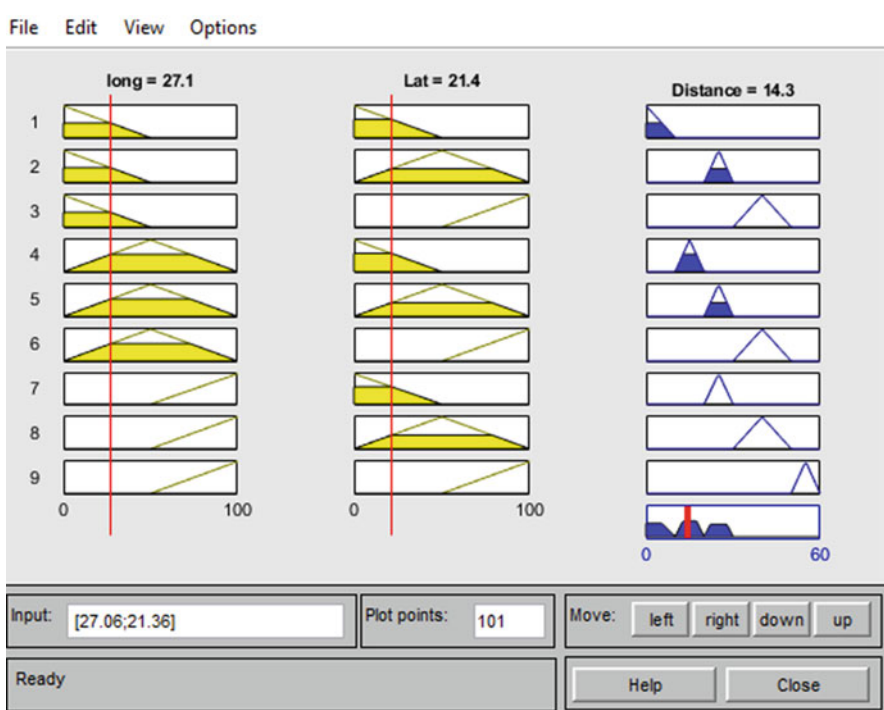 File Edit View Options
long = 27.1 Lat = 21.4 Distance = 14.3
1
2
3
4
5
6
7
8
9
0 100 0 100
0 60
Input: [27.06;21.36] Plot points: 101 Move: left right down up
Ready Help Close